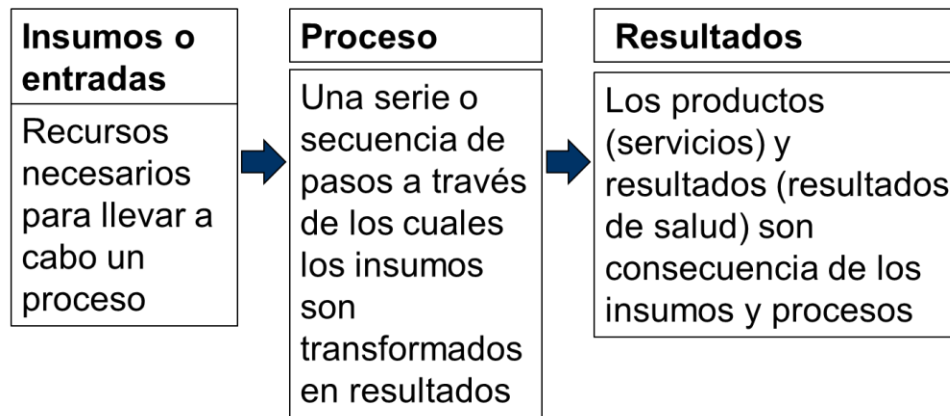 Insumos o
entradas
Recursos
necesarios
para llevar a
cabo un
proceso
Proceso
Una serie o
secuencia de
pasos a través
de los cuales
los insumos
son
transformados
en resultados
Resultados
Los productos
(servicios) y
resultados (resultados
de salud) son
consecuencia de los
insumos y procesos